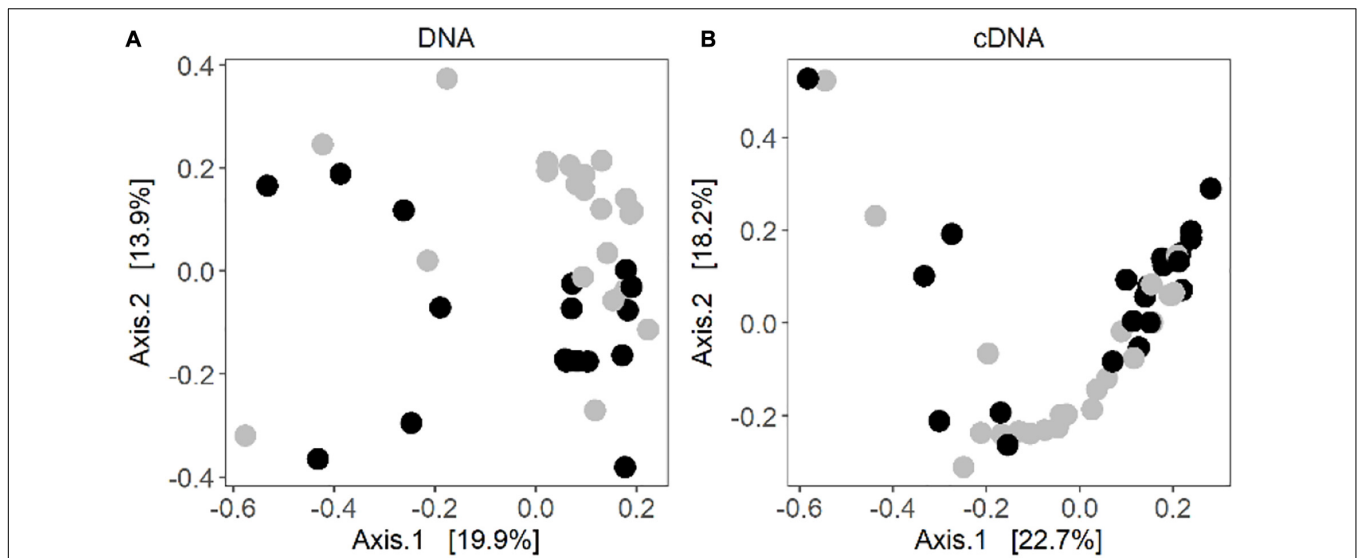 A DNA
0.4
0.2
0.0
-0.2
-0.4
Axis.2 [13.9%]
-0.6 -0.4 -0.2 0.0 0.2
Axis.1 [19.9%]
B cDNA
0.4
0.2
0.0
-0.2
Axis.2 [18.2%]
-0.6 -0.4 -0.2 0.0 0.2
Axis.1 [22.7%]